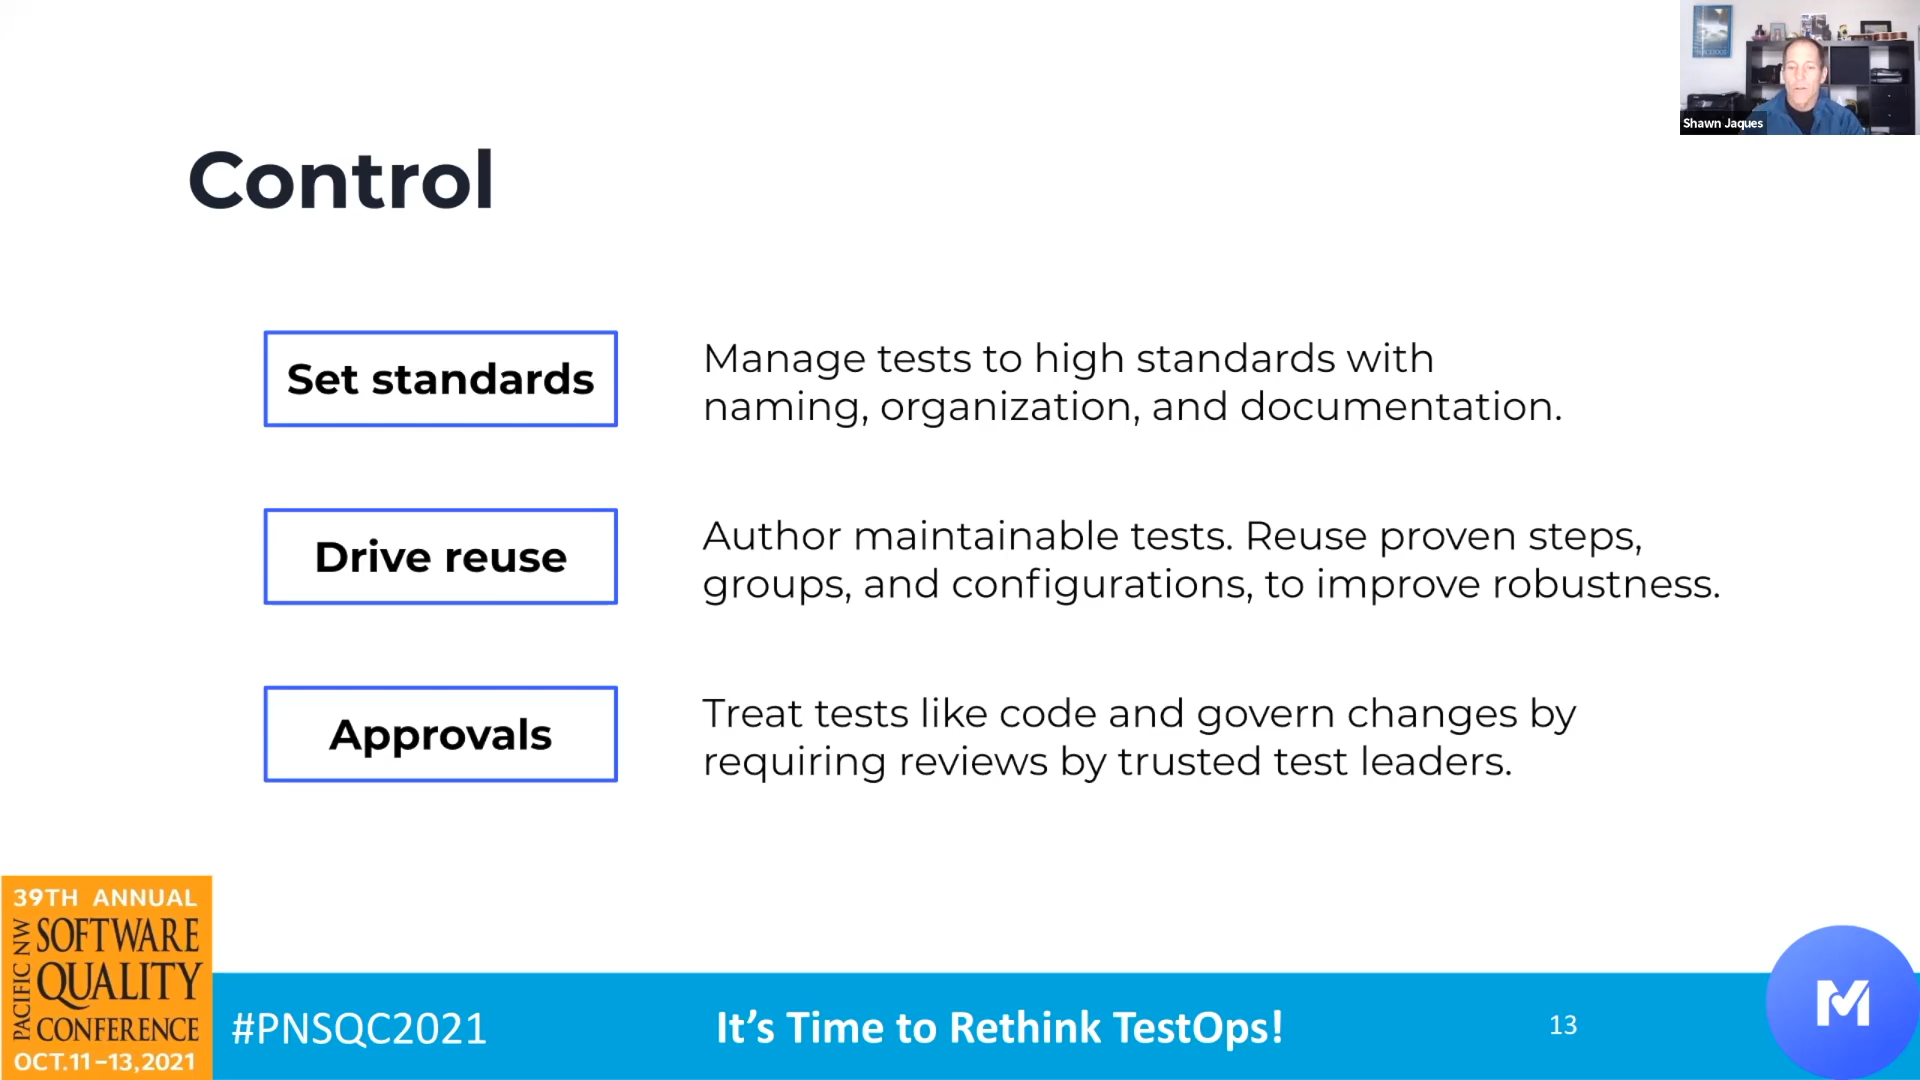 Shawn Jaques
Control
Set standards
Manage tests to high standards with
naming, organization, and documentation.
Drive reuse
Author maintainable tests. Reuse proven steps,
groups, and configurations, to improve robustness.
Approvals
Treat tests like code and govern changes by
requiring reviews by trusted test leaders.
39TH ANNUAL
PACIFIC NW
SOFTWARE
QUALITY
CONFERENCE
OCT.11–13,2021
#PNSQC2021
It’s Time to Rethink TestOps!
13
M